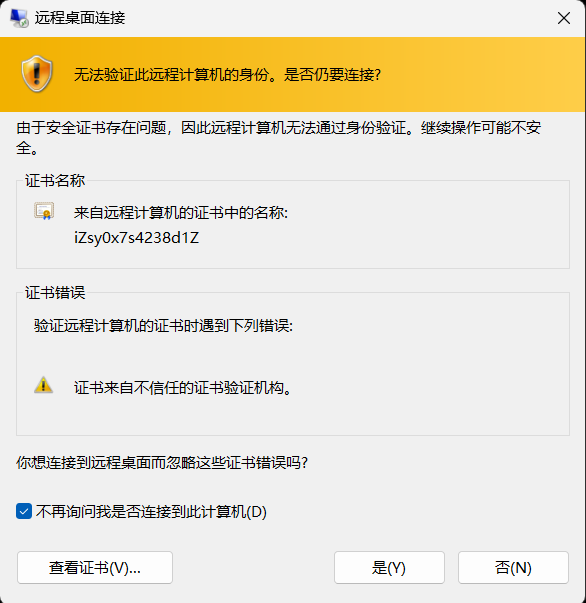 远程桌面连接
无法验证此远程计算机的身份。是否仍要连接?
由于安全证书存在问题，因此远程计算机无法通过身份验证。继续操作可能不安
全。
证书名称
来自远程计算机的证书中的名称:
iZsy0x7s4238d1Z
证书错误
验证远程计算机的证书时遇到下列错误:
证书来自不信任的证书验证机构。
你想连接到远程桌面而忽略这些证书错误吗?
不再询问我是否连接到此计算机(D)
查看证书(V)... 是(Y) 否(N)